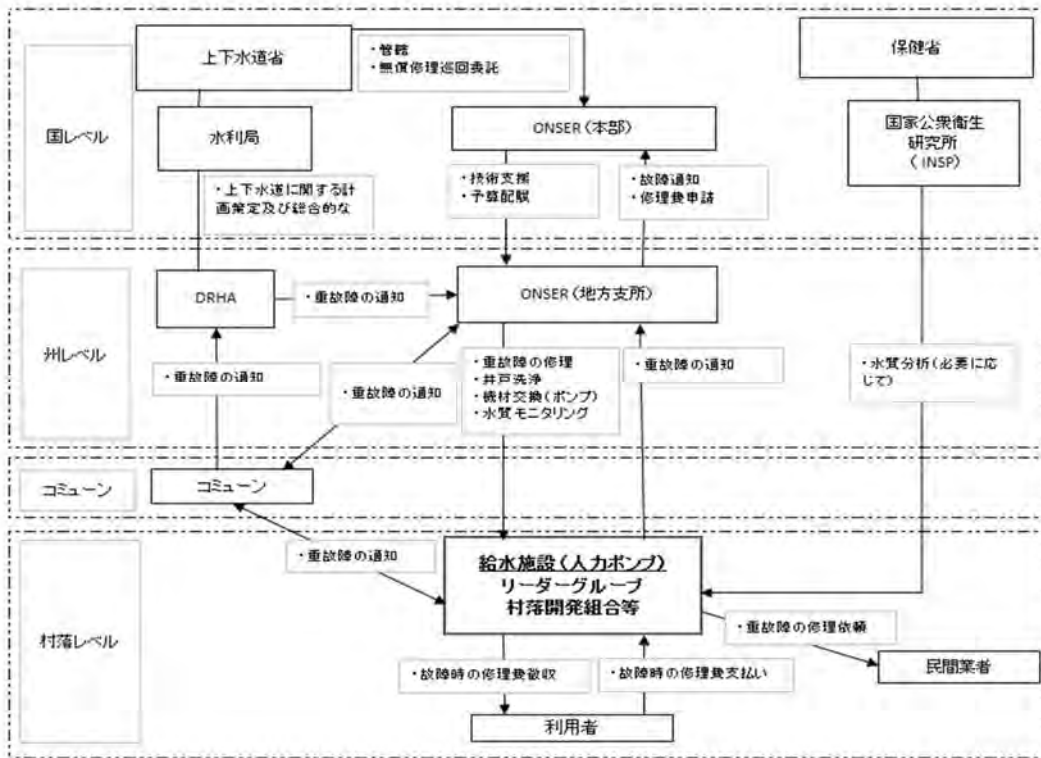 国レベル
上下水道省
・管轄
・無償修理巡回委託
保健省
水利局
ONSER(本部)
国家公衆衛生
研究所
(INSP)
・上下水道に関する計
画策定及び総合的な
・技術支援
・予算配賦
・故障通知
・修理費申請
州レベル
DRHA
・重故障の通知
ONSER(地方支所)
・重故障の通知
・重故障の通知
・重故障の修理
・井戸洗浄
・機材交換(ポンプ)
・水質モニタリング
・重故障の通知
・水質分析(必要に応
じて)
コミューン
コミューン
村落レベル
・重故障の通知
給水施設(人力ポンプ)
リーダーグループ
村落開発組合等
・重故障の修理依頼
民間業者
・故障時の修理費徴収
・故障時の修理費支払い
利用者